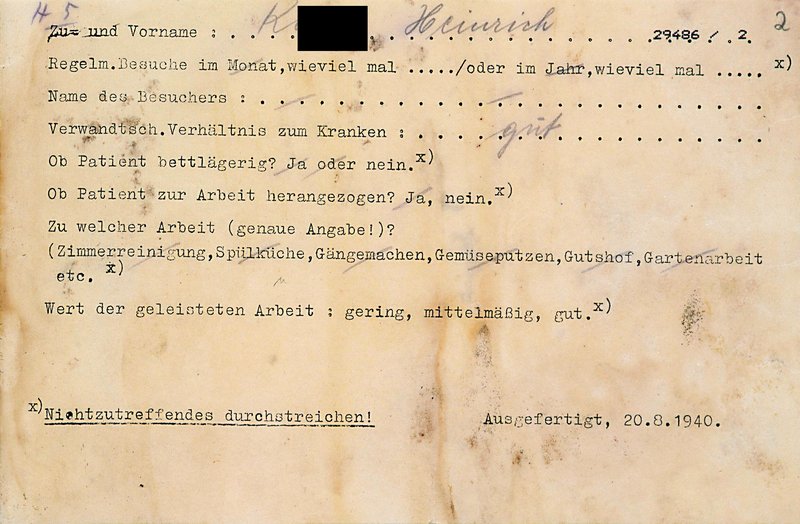 H 5
Zu= und Vorname : . . . . Heinrich . . . . 29486 / 2. 2
Regelm.Besuche im Monat,wieviel mal ...../oder im Jahr,wieviel mal ..... x)
Name des Besuchers : . . . . . . . . . . . . . . . . . . . . . . . . . . . . . . . . . . . .
Verwandtsch.Verhältnis zum Kranken : . . . . . . gut . . . . . . . . . . . . . . .
Ob Patient bettlägerig? Ja oder nein.x)
Ob Patient zur Arbeit herangezogen? Ja, nein.x)
Zu welcher Arbeit (genaue Angabe!)?
(Zimmerreinigung,Spülküche,Gängemachen,Gemüseputzen,Gutshof,Gartenarbeit
etc. x)
Wert der geleisteten Arbeit : gering, mittelmäßig, gut.x)
x)Nichtzutreffendes durchstreichen!
Ausgefertigt, 20.8.1940.